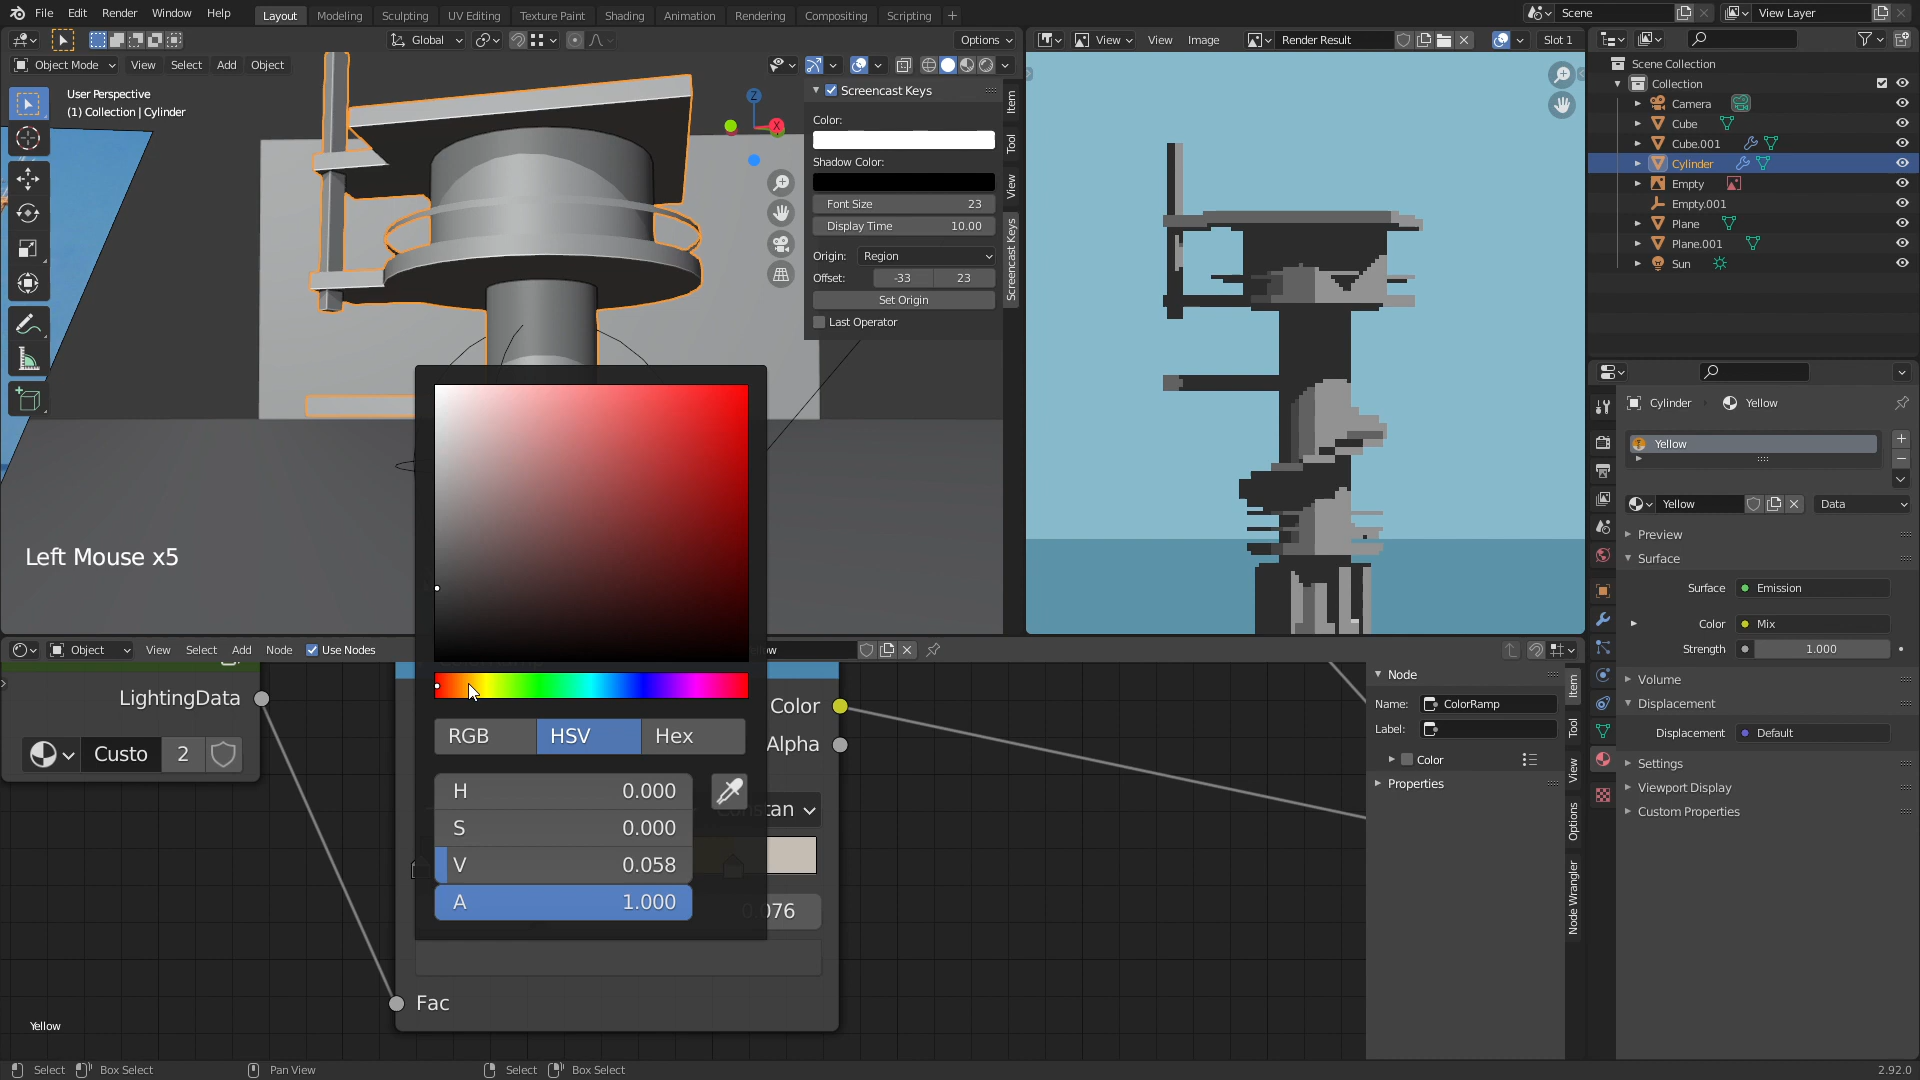 File Edit Render Window Help Layout Modeling Sculpting UV Editing Texture Paint Shading Animation Rendering Compositing Scripting + Scene View Layer
Global Options View View Image Render Result Slot 1
Object Mode View Select Add Object
User Perspective
(1) Collection | Cylinder
Z
X
Screencast Keys
Color:
Shadow Color:
Font Size 23
Display Time 10.00
Origin: Region
Offset: -33 23
Set Origin
Last Operator
Item
Tool
View
Screencast Keys
Scene Collection
Collection
Camera
Cube
Cube.001
Cylinder
Empty
Empty.001
Plane
Plane.001
Sun
Cylinder Yellow
Yellow
Yellow Data
Preview
Surface
Surface Emission
Color Mix
Strength 1.000
Volume
Displacement
Displacement Default
Settings
Viewport Display
Custom Properties
Left Mouse x5
Object View Select Add Node Use Nodes
LightingData
Custo 2
RGB HSV Hex
H 0.000
S 0.000
V 0.058
A 1.000
Color
Alpha
Fac
Node
Name: ColorRamp
Label:
Color
Properties
Item
Tool
View
Options
Node Wrangler
Yellow
Select Box Select Pan View Select Box Select 2.92.0